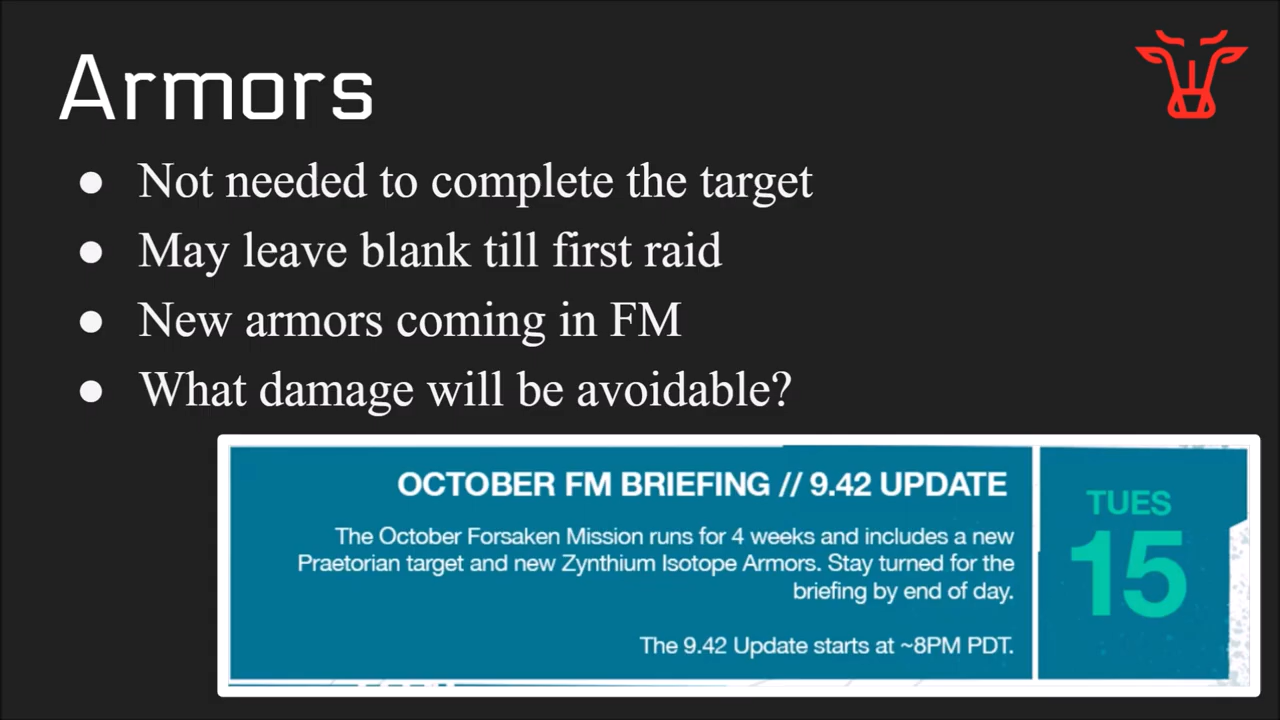 Armors
● Not needed to complete the target
● May leave blank till first raid
● New armors coming in FM
● What damage will be avoidable?
OCTOBER FM BRIEFING // 9.42 UPDATE
The October Forsaken Mission runs for 4 weeks and includes a new
Praetorian target and new Zynthium Isotope Armors. Stay turned for the
briefing by end of day.
The 9.42 Update starts at ~8PM PDT.
TUES
15